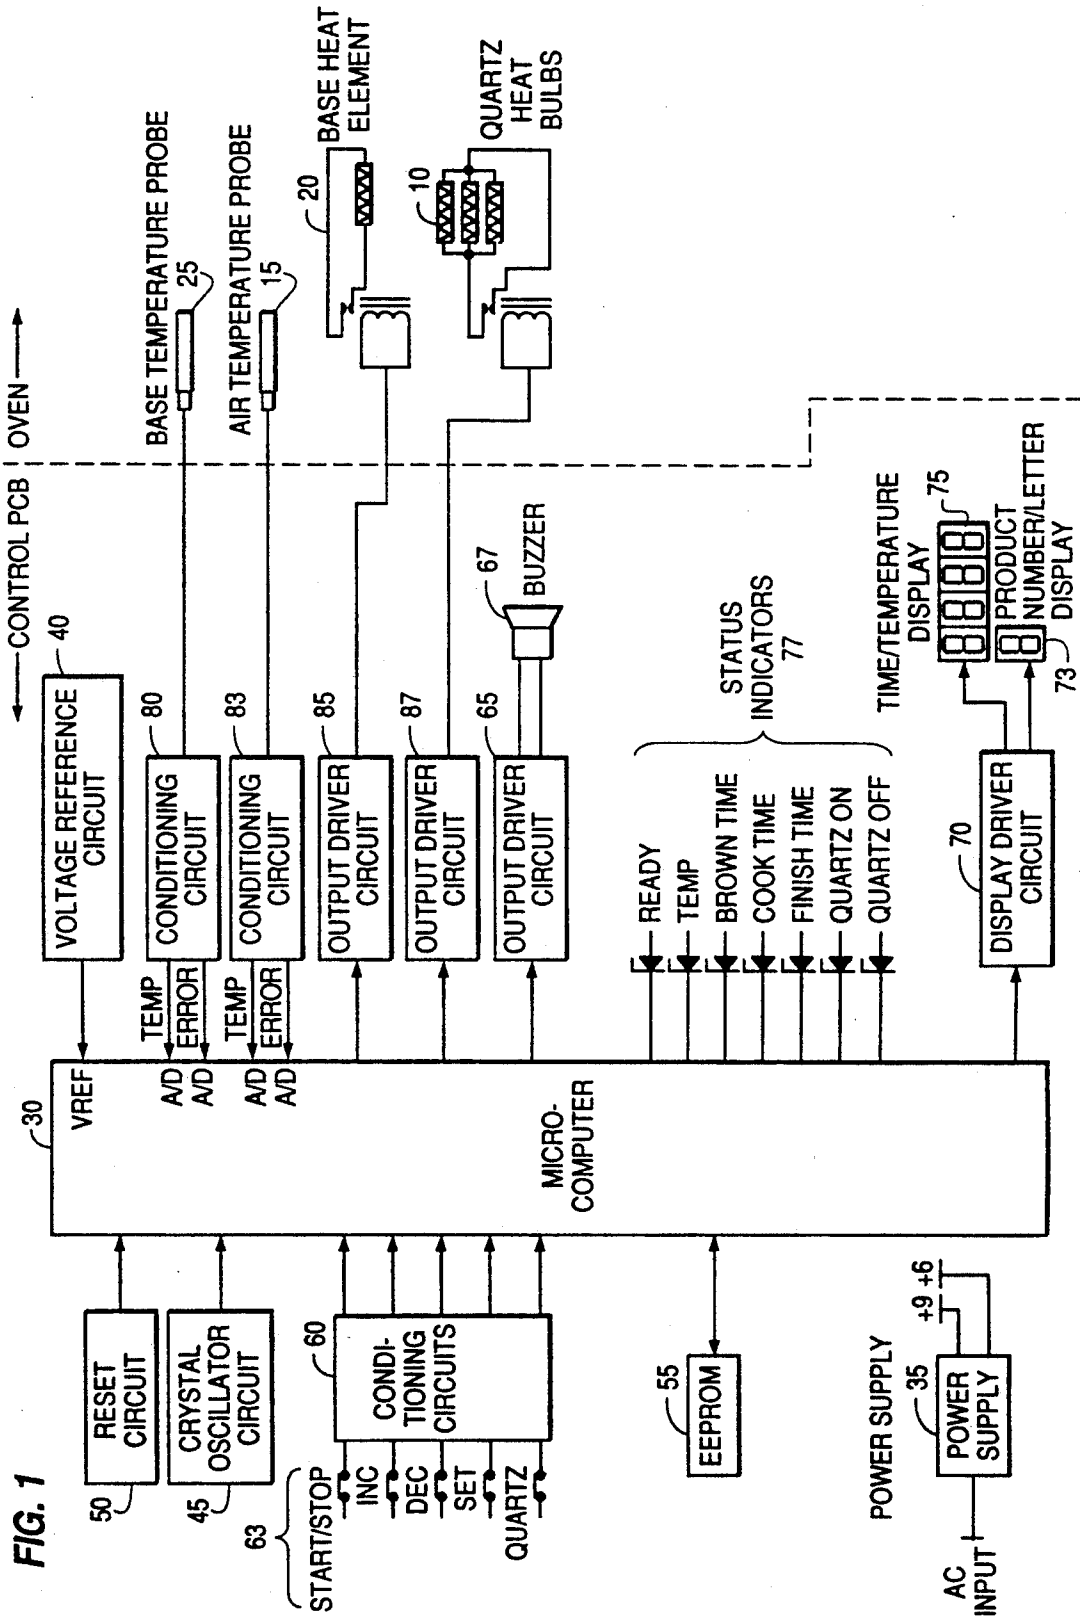 FIG. 1
CONTROL PCB
OVEN
50
RESET
CIRCUIT
45
CRYSTAL
OSCILLATOR
CIRCUIT
63
START/STOP
INC
DEC
SET
QUARTZ
60
CONDI-
TIONING
CIRCUITS
55
EEPROM
POWER SUPPLY
35
POWER
SUPPLY
+9
+6
AC
INPUT
30
VREF
A/D
A/D
A/D
A/D
MICRO-
COMPUTER
TEMP
ERROR
TEMP
ERROR
40
VOLTAGE REFERENCE
CIRCUIT
80
CONDITIONING
CIRCUIT
83
CONDITIONING
CIRCUIT
85
OUTPUT DRIVER
CIRCUIT
87
OUTPUT DRIVER
CIRCUIT
65
OUTPUT DRIVER
CIRCUIT
67
BUZZER
READY
TEMP
BROWN TIME
COOK TIME
FINISH TIME
QUARTZ ON
QUARTZ OFF
STATUS
INDICATORS
77
70
DISPLAY DRIVER
CIRCUIT
TIME/TEMPERATURE
DISPLAY
75
8888
8
PRODUCT
NUMBER/LETTER
DISPLAY
73
BASE TEMPERATURE PROBE
25
AIR TEMPERATURE PROBE
15
20
BASE HEAT
ELEMENT
10
QUARTZ
HEAT
BULBS